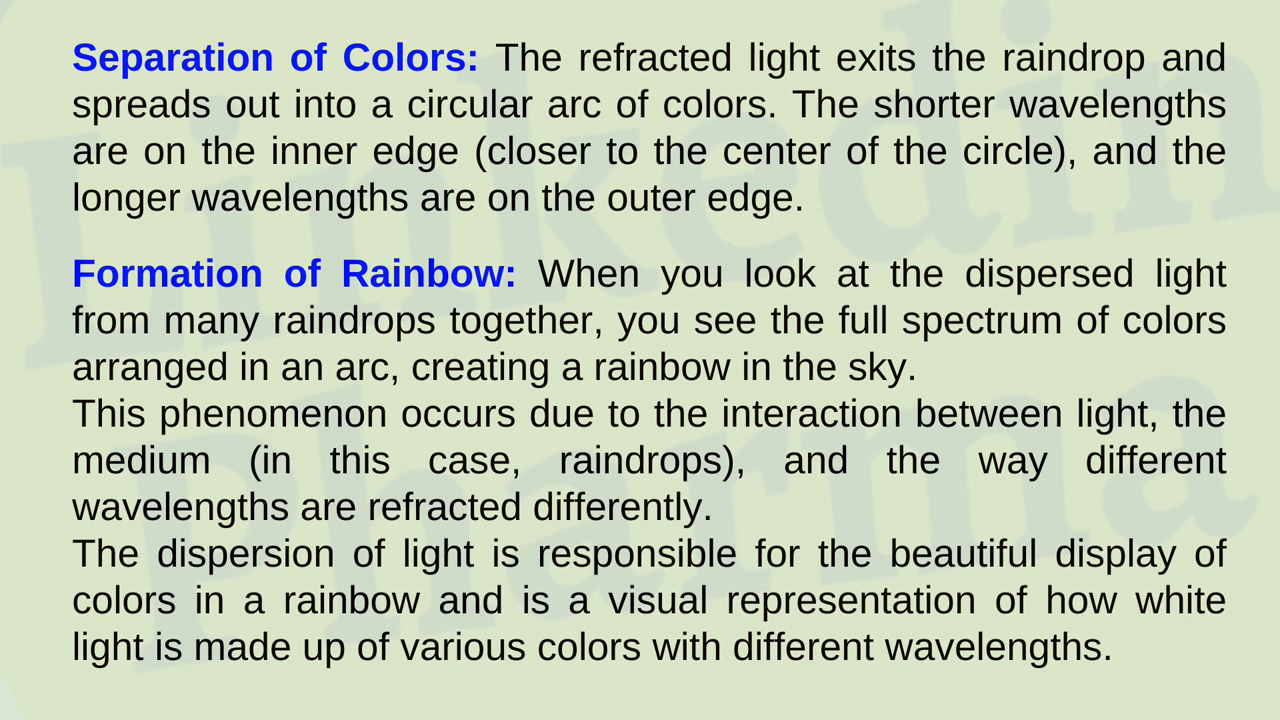 Separation of Colors: The refracted light exits the raindrop and
spreads out into a circular arc of colors. The shorter wavelengths
are on the inner edge (closer to the center of the circle), and the
longer wavelengths are on the outer edge.
Formation of Rainbow: When you look at the dispersed light
from many raindrops together, you see the full spectrum of colors
arranged in an arc, creating a rainbow in the sky.
This phenomenon occurs due to the interaction between light, the
medium (in this case, raindrops), and the way different
wavelengths are refracted differently.
The dispersion of light is responsible for the beautiful display of
colors in a rainbow and is a visual representation of how white
light is made up of various colors with different wavelengths.
Linkedin
Pharma